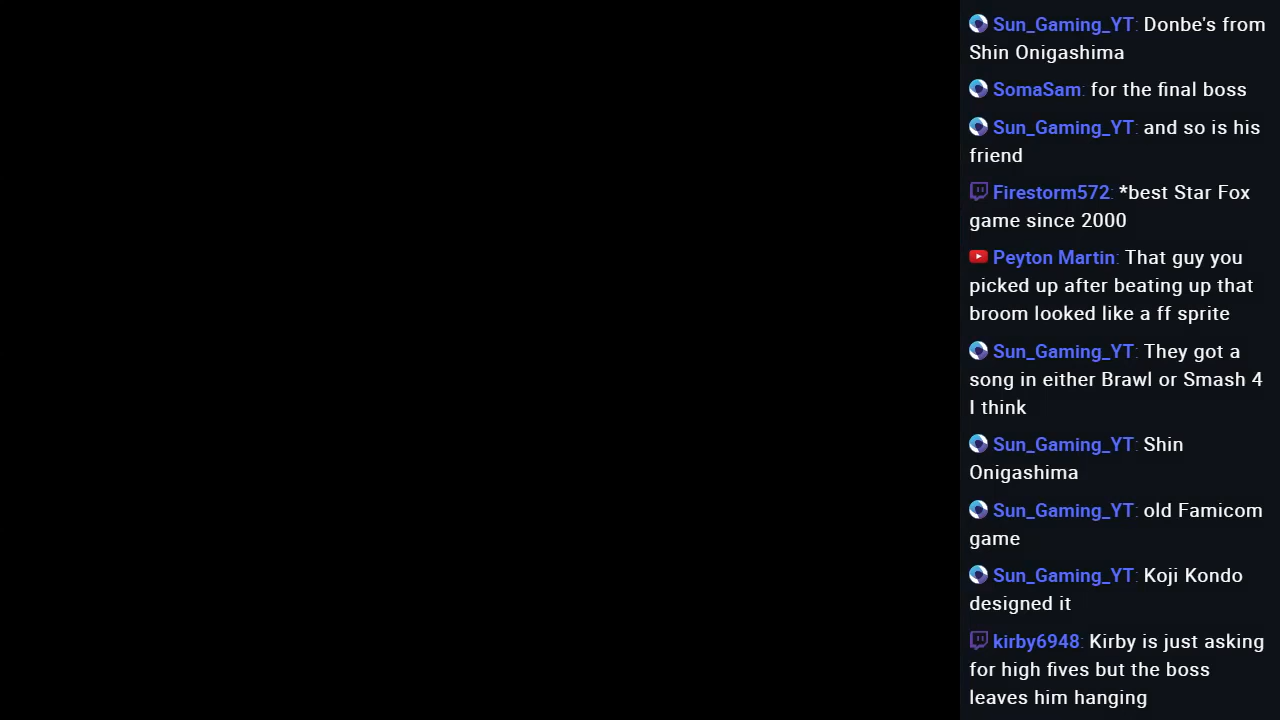 Sun_Gaming_YT: Donbe's from
Shin Onigashima
SomaSam: for the final boss
Sun_Gaming_YT: and so is his
friend
Firestorm572: *best Star Fox
game since 2000
Peyton Martin: That guy you
picked up after beating up that
broom looked like a ff sprite
Sun_Gaming_YT: They got a
song in either Brawl or Smash 4
I think
Sun_Gaming_YT: Shin
Onigashima
Sun_Gaming_YT: old Famicom
game
Sun_Gaming_YT: Koji Kondo
designed it
kirby6948: Kirby is just asking
for high fives but the boss
leaves him hanging